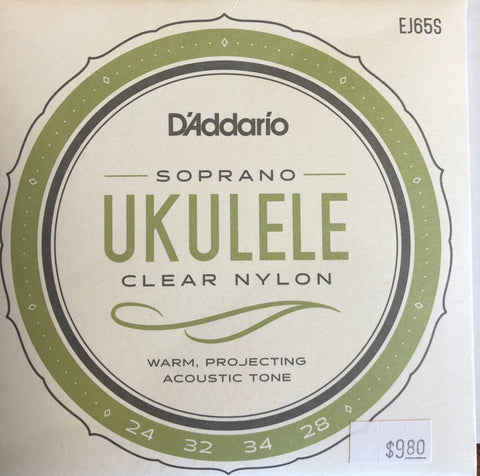 EJ65S
D'Addario
SOPRANO
UKULELE
CLEAR NYLON
WARM, PROJECTING
ACOUSTIC TONE
24 32 34 28
$980